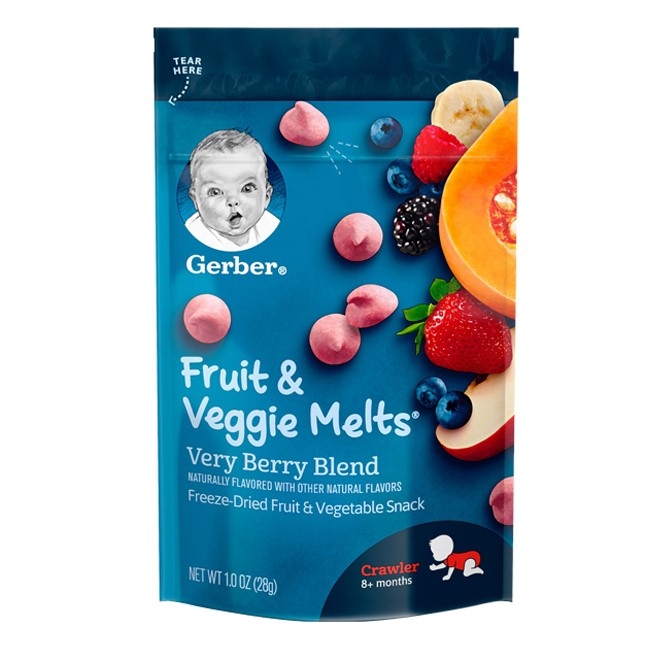 TEAR
HERE
Gerber®
Fruit &
Veggie Melts®
Very Berry Blend
NATURALLY FLAVORED WITH OTHER NATURAL FLAVORS
Freeze-Dried Fruit & Vegetable Snack
Crawler
8+ months
NET WT 1.0 OZ (28g)